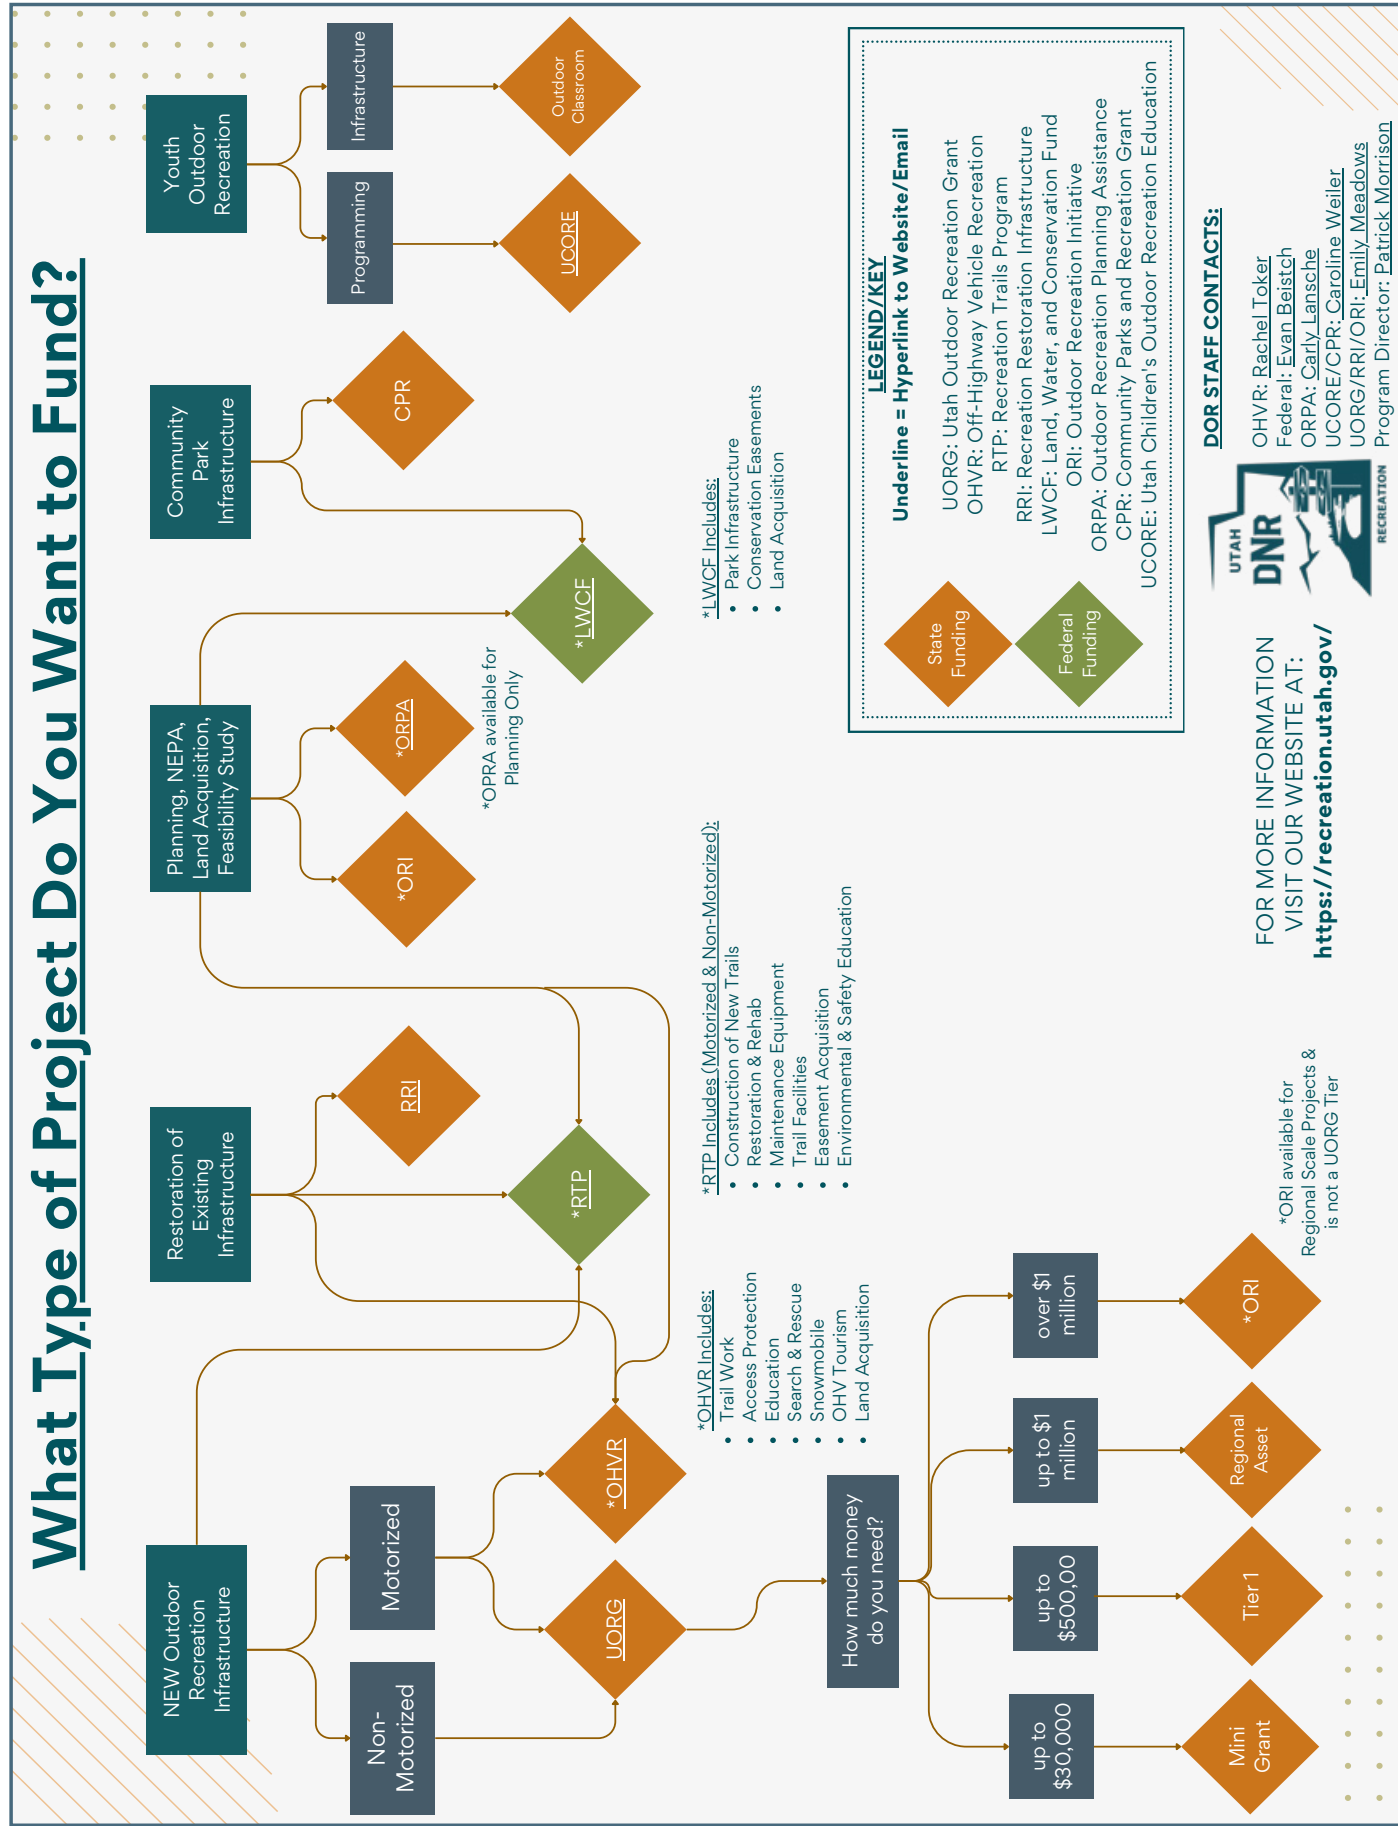 What Type of Project Do You Want to Fund?
NEW Outdoor
Recreation
Infrastructure
Non-
Motorized
Motorized
UORG
*OHVR
How much money
do you need?
up to
$30,000
up to
$500,00
up to $1
million
over $1
million
Mini
Grant
Tier 1
Regional
Asset
*ORI
*ORI available for
Regional Scale Projects &
is not a UORG Tier
*OHVR Includes:
• Trail Work
• Access Protection
• Education
• Search & Rescue
• Snowmobile
• OHV Tourism
• Land Acquisition
Restoration of
Existing
Infrastructure
RRI
*RTP
*RTP Includes (Motorized & Non-Motorized):
• Construction of New Trails
• Restoration & Rehab
• Maintenance Equipment
• Trail Facilities
• Easement Acquisition
• Environmental & Safety Education
Planning, NEPA,
Land Acquisition,
Feasibility Study
*ORI
*ORPA
*OPRA available for
Planning Only
*LWCF
*LWCF Includes:
• Park Infrastructure
• Conservation Easements
• Land Acquisition
Community
Park
Infrastructure
CPR
Youth
Outdoor
Recreation
Programming
Infrastructure
UCORE
Outdoor
Classroom
LEGEND/KEY
Underline = Hyperlink to Website/Email
State
Funding
Federal
Funding
UORG: Utah Outdoor Recreation Grant
OHVR: Off-Highway Vehicle Recreation
RTP: Recreation Trails Program
RRI: Recreation Restoration Infrastructure
LWCF: Land, Water, and Conservation Fund
ORI: Outdoor Recreation Initiative
ORPA: Outdoor Recreation Planning Assistance
CPR: Community Parks and Recreation Grant
UCORE: Utah Children's Outdoor Recreation Education
FOR MORE INFORMATION
VISIT OUR WEBSITE AT:
https://recreation.utah.gov/
UTAH
DNR
RECREATION
DOR STAFF CONTACTS:
OHVR: Rachel Toker
Federal: Evan Beistch
ORPA: Carly Lansche
UCORE/CPR: Caroline Weiler
UORG/RRI/ORI: Emily Meadows
Program Director: Patrick Morrison